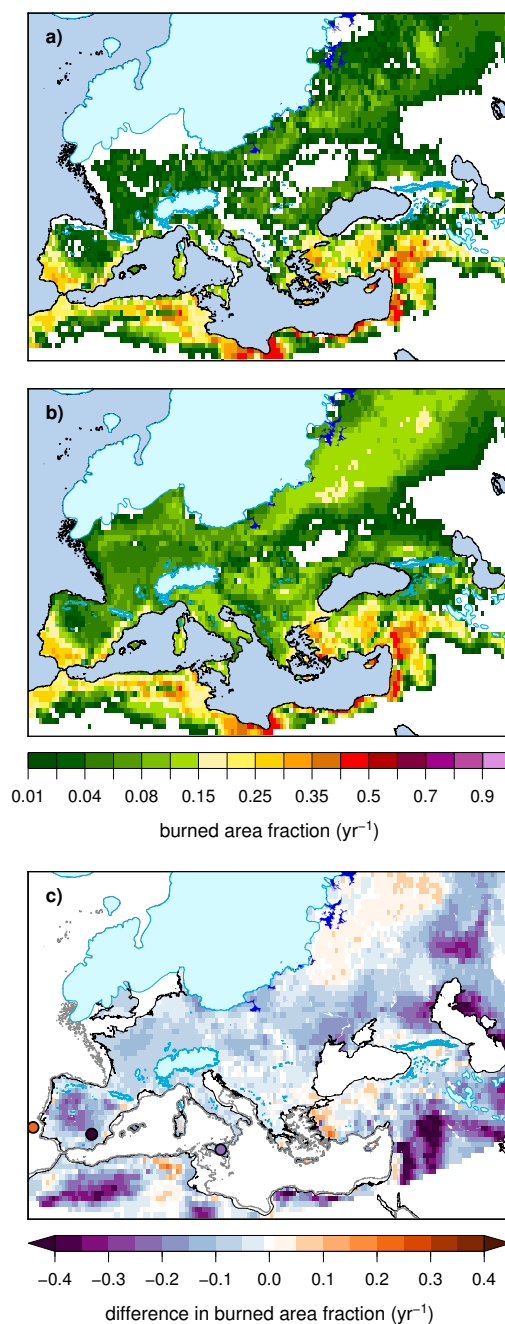 a)
b)
0.01 0.04 0.08 0.15 0.25 0.35 0.5 0.7 0.9
burned area fraction (yr⁻¹)
c)
−0.4 −0.3 −0.2 −0.1 0.0 0.1 0.2 0.3 0.4
difference in burned area fraction (yr⁻¹)